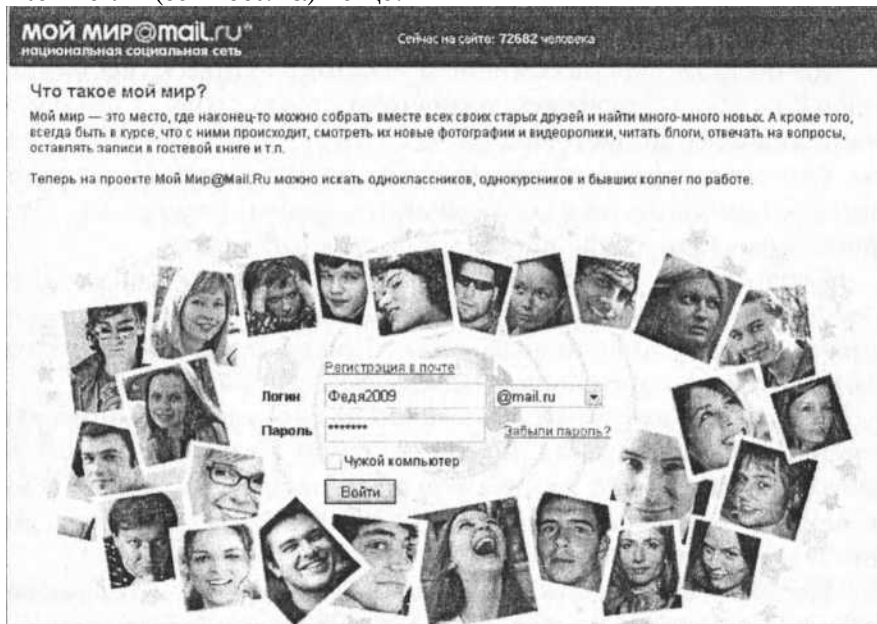 мой мир@mail.ru®
национальная социальная сеть
Сейчас на сайте: 72682 человека
Что такое мой мир?
Мой мир — это место, где наконец-то можно собрать вместе всех своих старых друзей и найти много-много новых. А кроме того,
всегда быть в курсе, что с ними происходит, смотреть их новые фотографии и видеоролики, читать блоги, отвечать на вопросы,
оставлять записи в гостевой книге и т.п.
Теперь на проекте Мой Мир@Mail.Ru можно искать одноклассников, однокурсников и бывших коллег по работе.
Регистрация в почте
Логин Федя2009 @mail.ru
Пароль ******* Забыли пароль?
Чужой компьютер
Войти